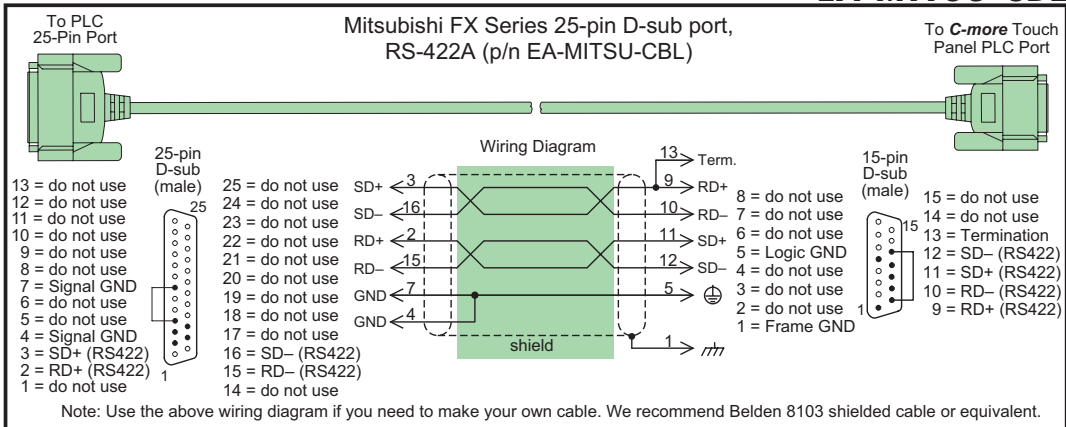 To PLC
25-Pin Port
Mitsubishi FX Series 25-pin D-sub port,
RS-422A (p/n EA-MITSU-CBL)
To C-more Touch
Panel PLC Port
25-pin
D-sub
(male)
25
1
13 = do not use
12 = do not use
11 = do not use
10 = do not use
9 = do not use
8 = do not use
7 = Signal GND
6 = do not use
5 = do not use
4 = Signal GND
3 = SD+ (RS422)
2 = RD+ (RS422)
1 = do not use
25 = do not use
24 = do not use
23 = do not use
22 = do not use
21 = do not use
20 = do not use
19 = do not use
18 = do not use
17 = do not use
16 = SD– (RS422)
15 = RD– (RS422)
14 = do not use
Wiring Diagram
SD+ 3
SD– 16
RD+ 2
RD– 15
GND 7
GND 4
shield
13 Term.
9 RD+
10 RD–
11 SD+
12 SD–
5
1
8 = do not use
7 = do not use
6 = do not use
5 = Logic GND
4 = do not use
3 = do not use
2 = do not use
1 = Frame GND
15-pin
D-sub
(male)
15
1
15 = do not use
14 = do not use
13 = Termination
12 = SD– (RS422)
11 = SD+ (RS422)
10 = RD– (RS422)
9 = RD+ (RS422)
Note: Use the above wiring diagram if you need to make your own cable. We recommend Belden 8103 shielded cable or equivalent.